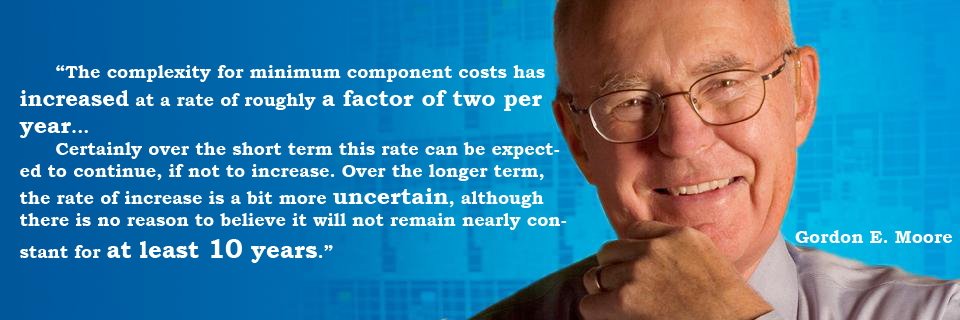 “The complexity for minimum component costs has
increased at a rate of roughly a factor of two per
year...
Certainly over the short term this rate can be expect-
ed to continue, if not to increase. Over the longer term,
the rate of increase is a bit more uncertain, although
there is no reason to believe it will not remain nearly con-
stant for at least 10 years.”
Gordon E. Moore